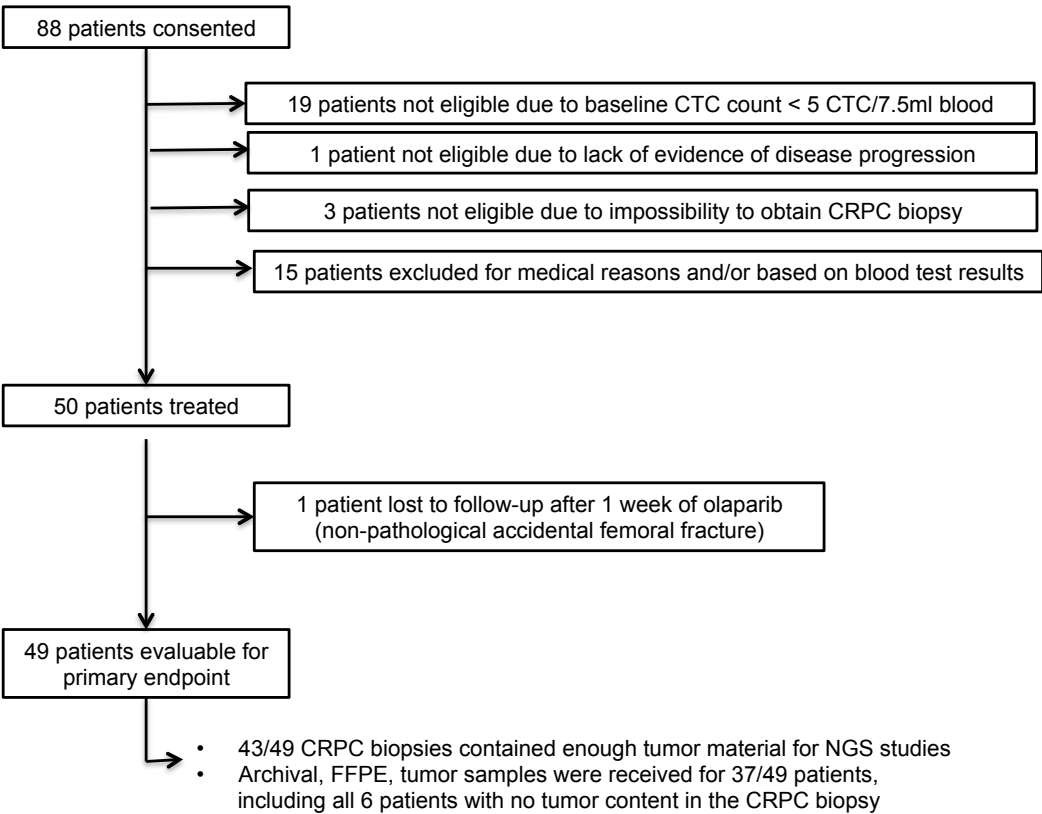 88 patients consented
19 patients not eligible due to baseline CTC count < 5 CTC/7.5ml blood
1 patient not eligible due to lack of evidence of disease progression
3 patients not eligible due to impossibility to obtain CRPC biopsy
15 patients excluded for medical reasons and/or based on blood test results
50 patients treated
1 patient lost to follow-up after 1 week of olaparib
(non-pathological accidental femoral fracture)
49 patients evaluable for
primary endpoint
• 43/49 CRPC biopsies contained enough tumor material for NGS studies
• Archival, FFPE, tumor samples were received for 37/49 patients,
including all 6 patients with no tumor content in the CRPC biopsy